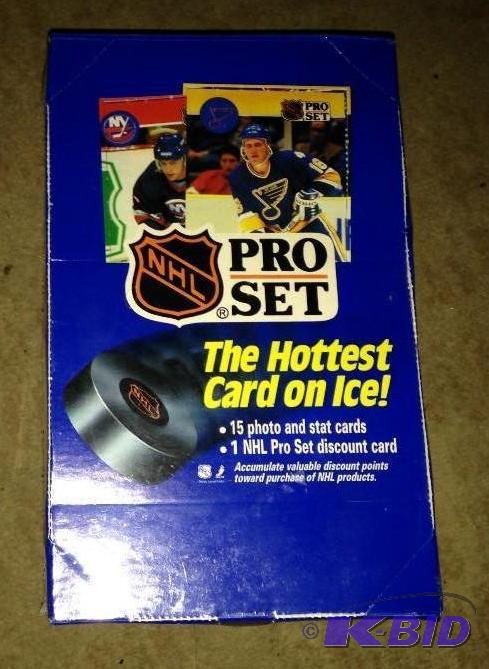 NY
PRO
SET
NHL
PRO
SET
®
The Hottest
Card on Ice!
• 15 photo and stat cards
• 1 NHL Pro Set discount card
Accumulate valuable discount points
toward purchase of NHL products.
© K-BID